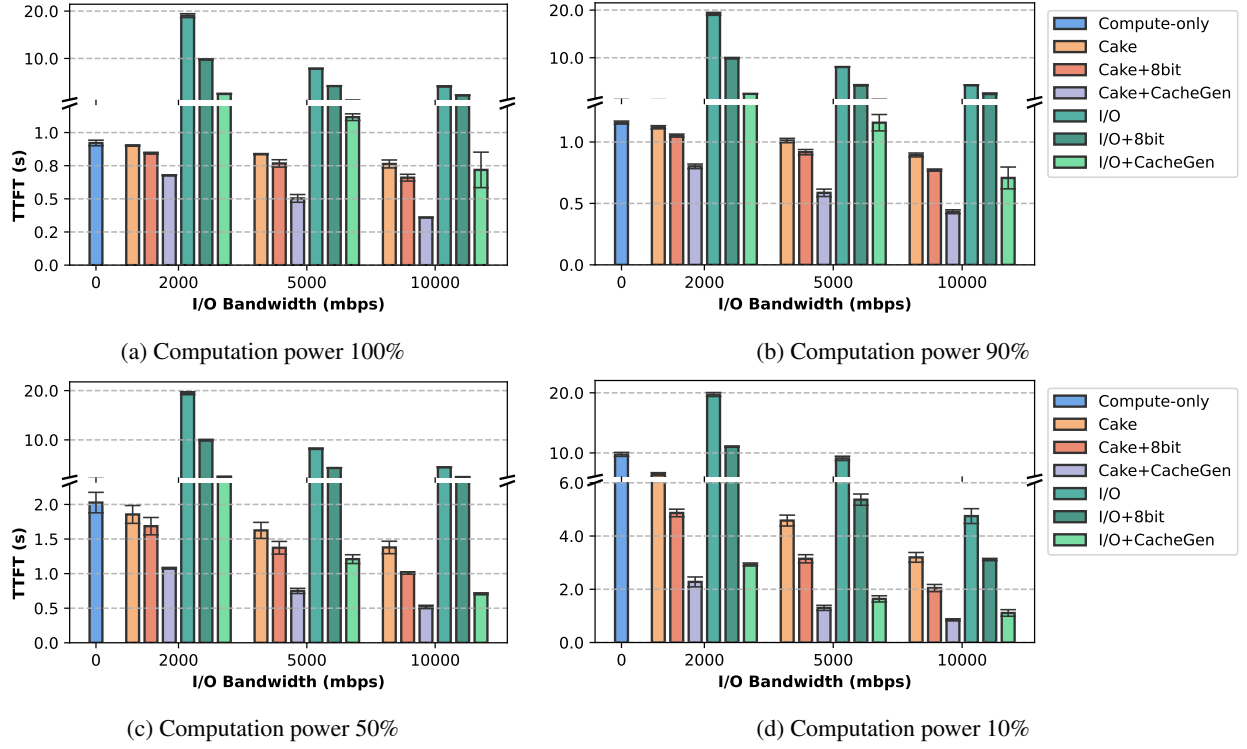 20.0
10.0
1.0
0.8
0.5
0.2
0.0
TTFT (s)
0 2000 5000 10000
I/O Bandwidth (mbps)
(a) Computation power 100%
20.0
10.0
1.0
0.5
0.0
0 2000 5000 10000
I/O Bandwidth (mbps)
(b) Computation power 90%
Compute-only
Cake
Cake+8bit
Cake+CacheGen
I/O
I/O+8bit
I/O+CacheGen
20.0
10.0
2.0
1.5
1.0
0.5
0.0
TTFT (s)
0 2000 5000 10000
I/O Bandwidth (mbps)
(c) Computation power 50%
20.0
10.0
6.0
4.0
2.0
0.0
0 2000 5000 10000
I/O Bandwidth (mbps)
(d) Computation power 10%
Compute-only
Cake
Cake+8bit
Cake+CacheGen
I/O
I/O+8bit
I/O+CacheGen